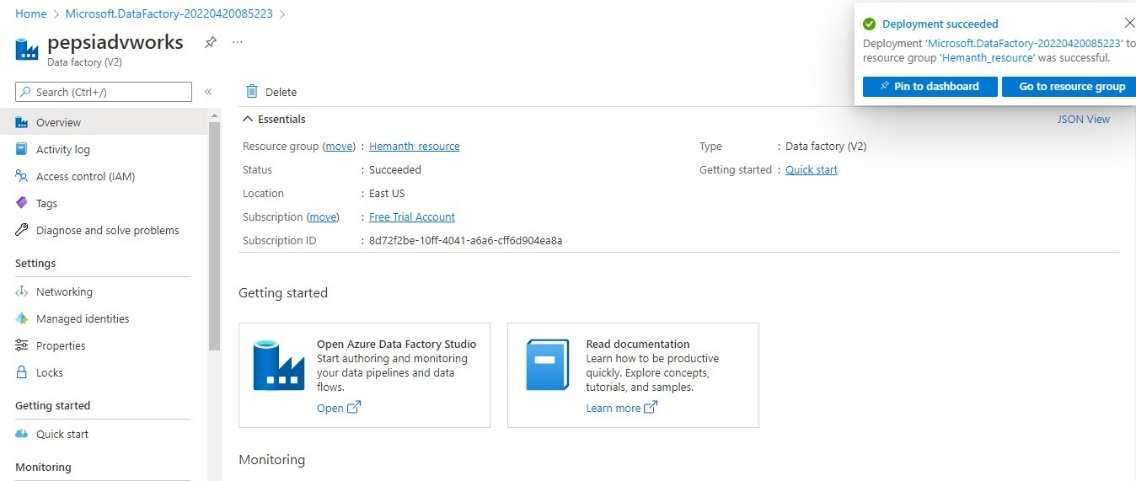 Home > Microsoft.DataFactory-20220420085223 >
pepsiadvworks ...
Data factory (V2)
Search (Ctrl+/)
«
Overview
Activity log
Access control (IAM)
Tags
Diagnose and solve problems
Settings
Networking
Managed identities
Properties
Locks
Getting started
Quick start
Monitoring
Delete
Essentials
JSON View
Resource group (move) : Hemanth_resource
Status : Succeeded
Location : East US
Subscription (move) : Free Trial Account
Subscription ID : 8d72f2be-10ff-4041-a6a6-cff6d904ea8a
Type : Data factory (V2)
Getting started : Quick start
Getting started
Open Azure Data Factory Studio
Start authoring and monitoring
your data pipelines and data
flows.
Open
Read documentation
Learn how to be productive
quickly. Explore concepts,
tutorials, and samples.
Learn more
Monitoring
Deployment succeeded
Deployment 'Microsoft.DataFactory-20220420085223' to
resource group 'Hemanth_resource' was successful.
Pin to dashboard
Go to resource group